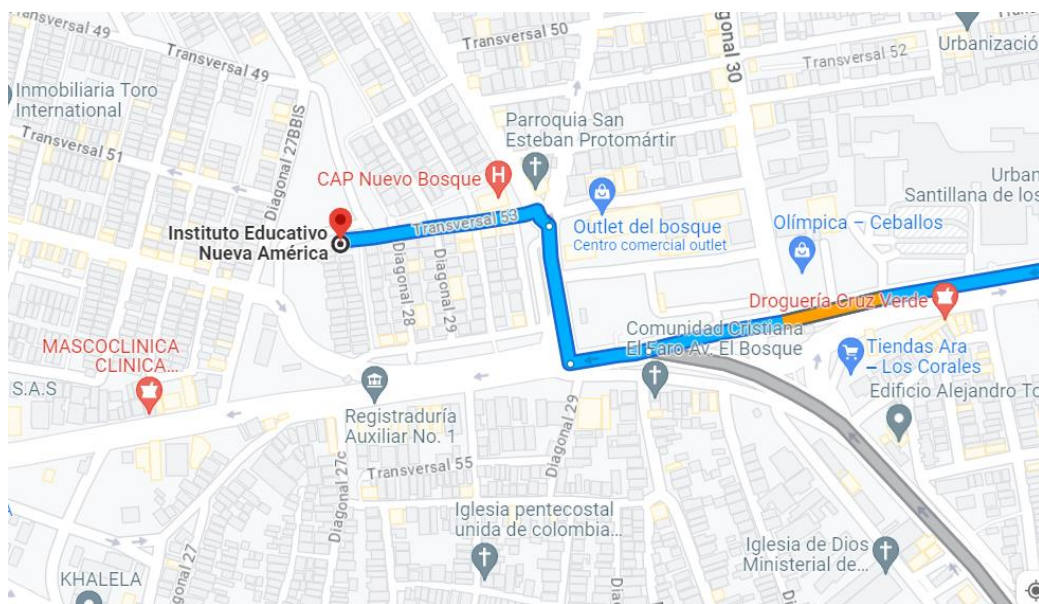 Transversal 49
Transversal 50
Diagonal 30
Transversal 52
Urbanizació
Transversal 49
Inmobiliaria Toro
International
Diagonal 27BBIS
Parroquia San
Esteban Protomártir
Transversal 51
CAP Nuevo Bosque
H
Urban
Santillana de los
Instituto Educativo
Nueva América
Transversal 53
Outlet del bosque
Centro comercial outlet
Olímpica – Ceballos
Diagonal 28
Diagonal 29
Droguería Cruz Verde
Comunidad Cristiana
El Faro Av. El Bosque
MASCOCLINICA
CLINICA...
Tiendas Ara
– Los Corales
S.A.S
Edificio Alejandro To
Registraduría
Auxiliar No. 1
Diagonal 29
Diagonal 27c
Transversal 55
Iglesia pentecostal
unida de colombia...
Iglesia de Dios
Ministerial de...
Diagonal 27
A
KHALELA